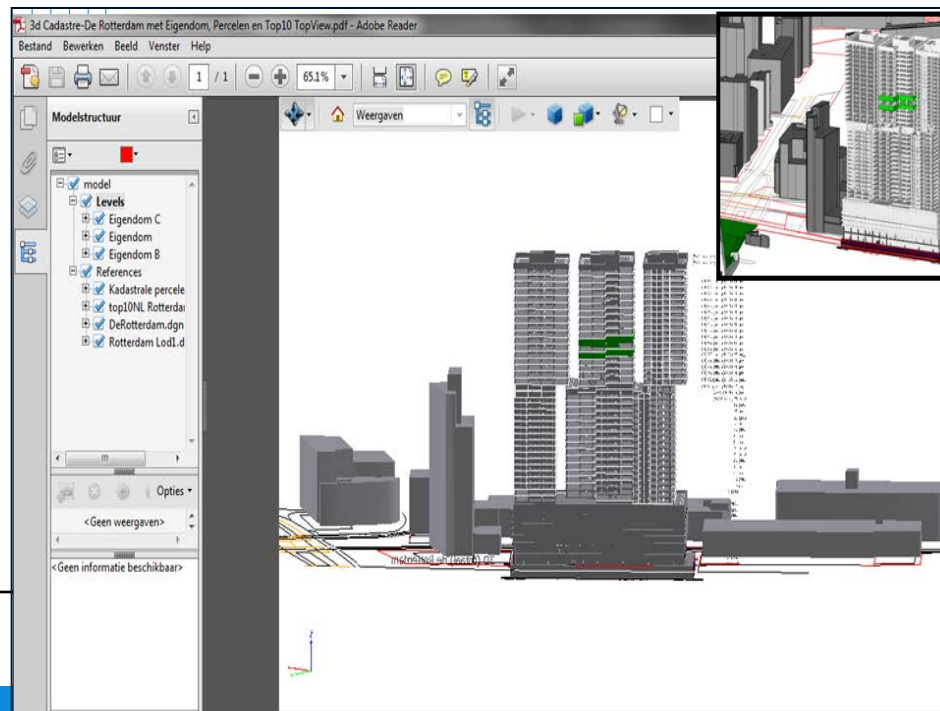 3d Cadastre-De Rotterdam met Eigendom, Percelen en Top10 TopView.pdf - Adobe Reader
Bestand Bewerken Beeld Venster Help
1 / 1 65.1%
Modelstructuur
Weergaven
model
Levels
Eigendom C
Eigendom
Eigendom B
References
Kadastrale percele
top10NL Rotterda
DeRotterdam.dgn
Rotterdam Lod1.d
Opties
<Geen weergaven>
<Geen informatie beschikbaar>